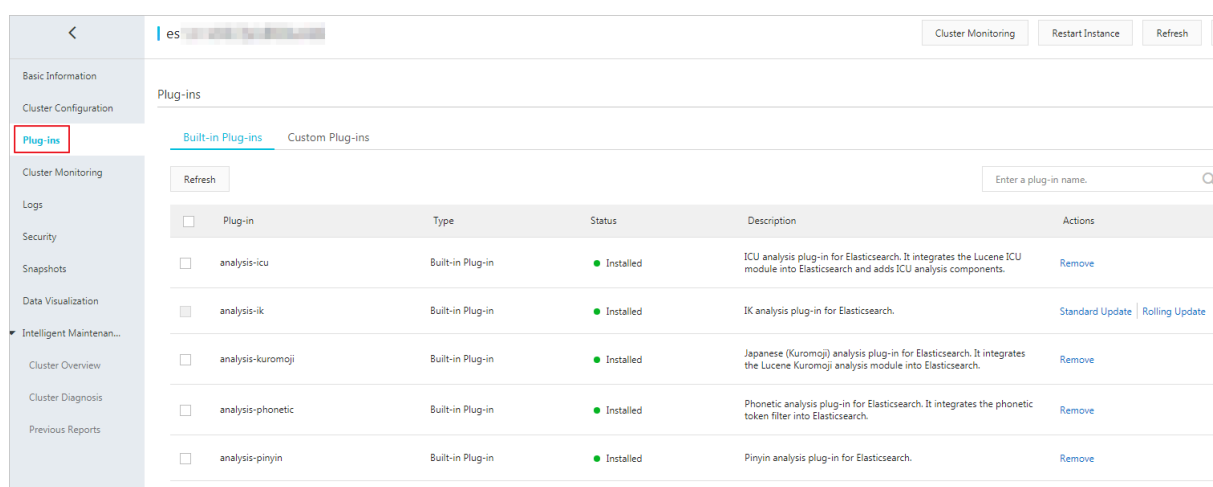 es
Cluster Monitoring
Restart Instance
Refresh
Basic Information
Cluster Configuration
Plug-ins
Cluster Monitoring
Logs
Security
Snapshots
Data Visualization
Intelligent Maintenan...
Cluster Overview
Cluster Diagnosis
Previous Reports
Plug-ins
Built-in Plug-ins Custom Plug-ins
Refresh
Enter a plug-in name.
Plug-in Type Status Description Actions
analysis-icu Built-in Plug-in Installed ICU analysis plug-in for Elasticsearch. It integrates the Lucene ICU
module into Elasticsearch and adds ICU analysis components. Remove
analysis-ik Built-in Plug-in Installed IK analysis plug-in for Elasticsearch. Standard Update Rolling Update
analysis-kuromoji Built-in Plug-in Installed Japanese (Kuromoji) analysis plug-in for Elasticsearch. It integrates
the Lucene Kuromoji analysis module into Elasticsearch. Remove
analysis-phonetic Built-in Plug-in Installed Phonetic analysis plug-in for Elasticsearch. It integrates the phonetic
token filter into Elasticsearch. Remove
analysis-pinyin Built-in Plug-in Installed Pinyin analysis plug-in for Elasticsearch. Remove